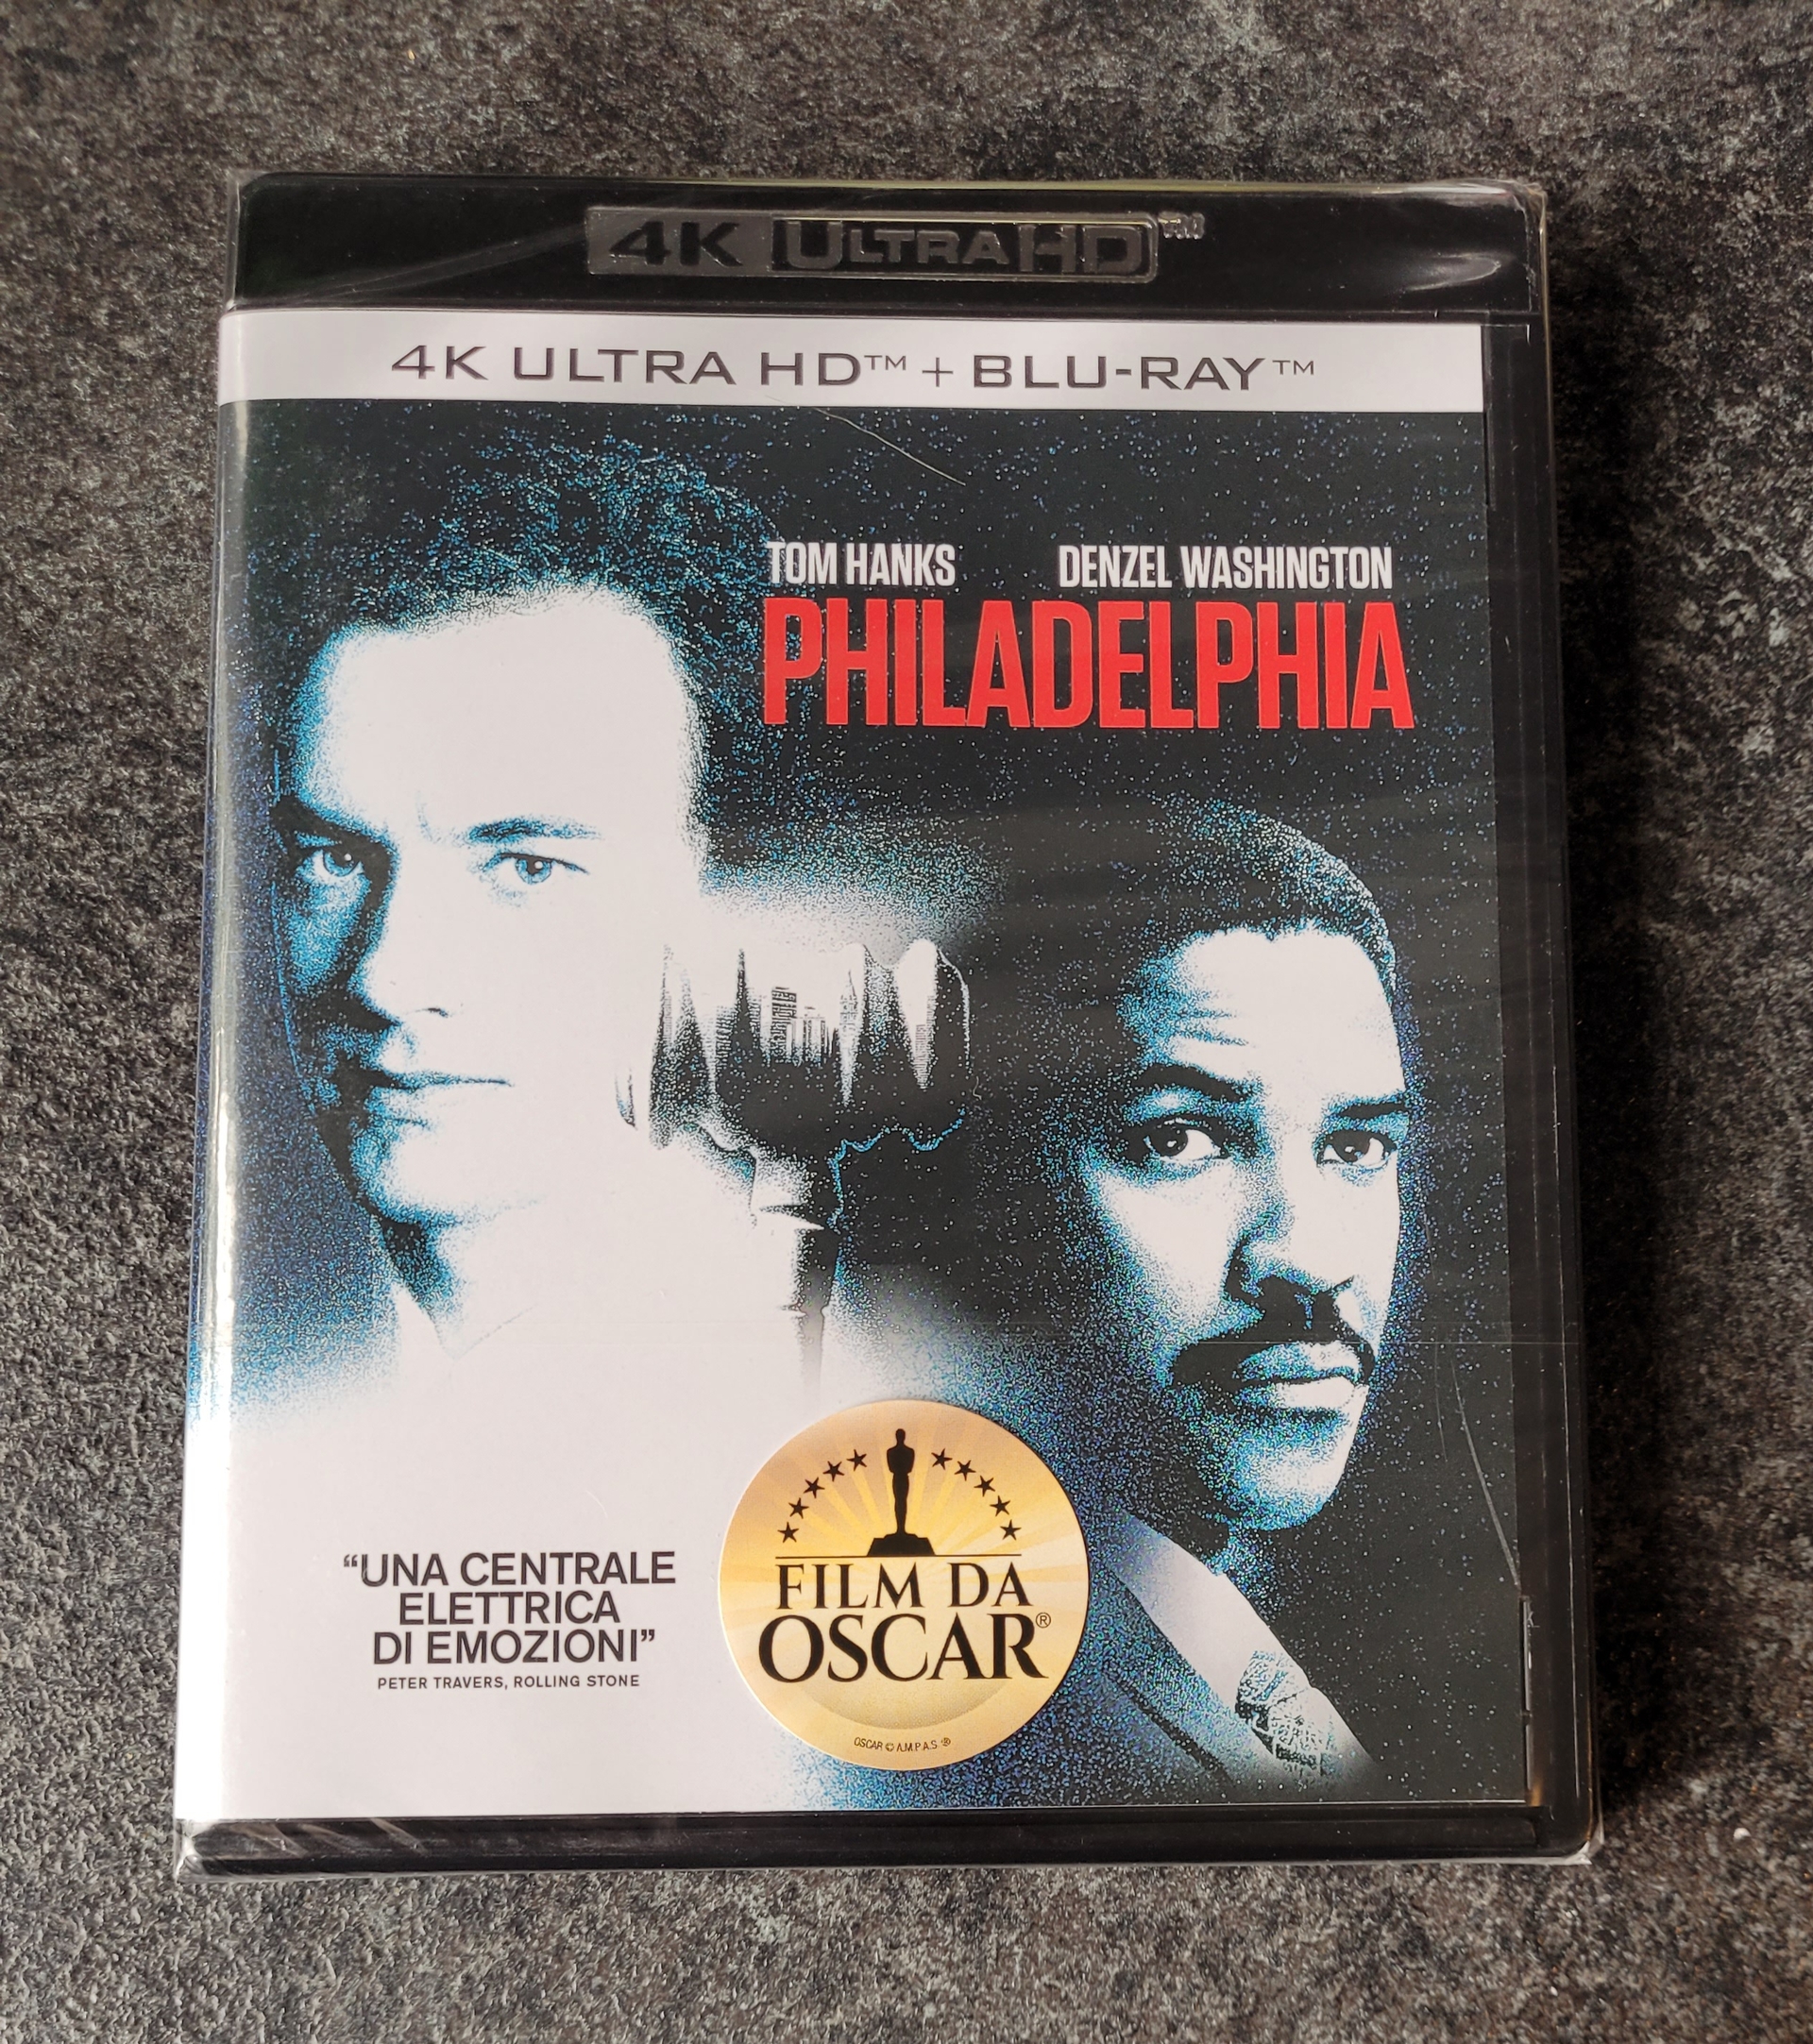 4K ULTRA HD™
4K ULTRA HD™ + BLU-RAY™
TOM HANKS DENZEL WASHINGTON
PHILADELPHIA
“UNA CENTRALE
ELETTRICA
DI EMOZIONI”
PETER TRAVERS, ROLLING STONE
FILM DA
OSCAR®
OSCAR © A.M.P.A.S.®